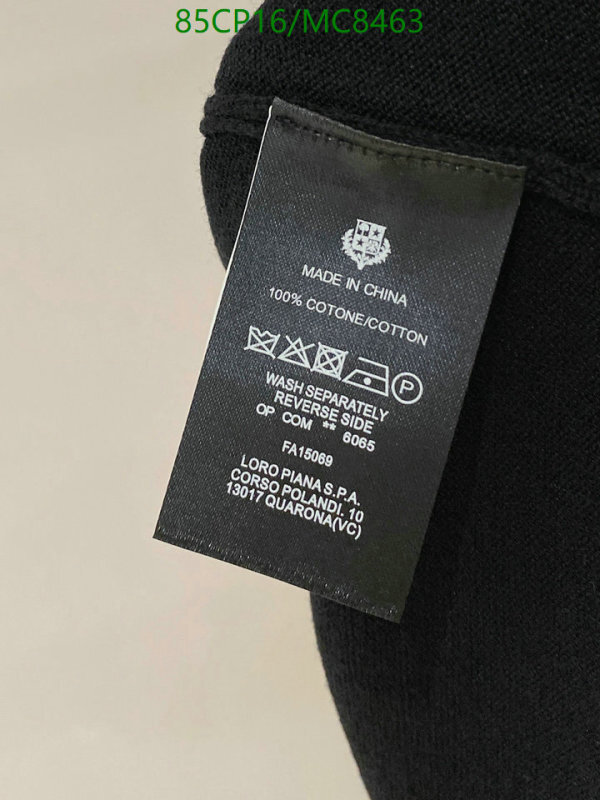 85CP16/MC8463
MADE IN CHINA
100% COTONE/COTTON
P
WASH SEPARATELY
REVERSE SIDE
OP COM ** 6065
FA15069
LORO PIANA S.P.A.
CORSO POLANDI. 10
13017 QUARONA(VC)